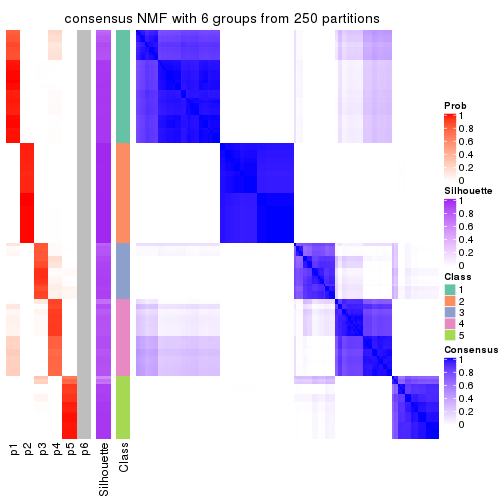 consensus NMF with 6 groups from 250 partitions
Prob
1
0.8
0.6
0.4
0.2
0
Silhouette
1
0.8
0.6
0.4
0.2
0
Class
1
2
3
4
5
Consensus
1
0.8
0.6
0.4
0.2
0
p1
p2
p3
p4
p5
p6
Silhouette
Class